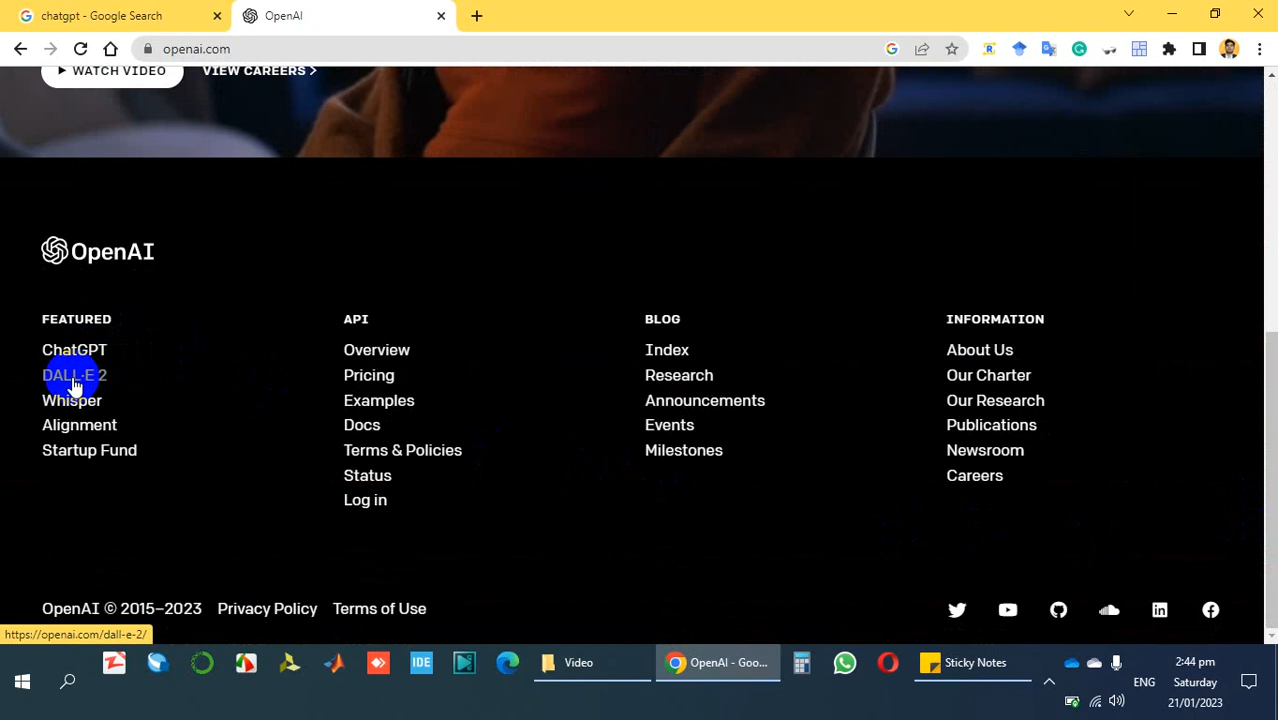 chatgpt - Google Search
OpenAI
openai.com
WATCH VIDEO
VIEW CAREERS >
OpenAI
FEATURED
ChatGPT
DALL·E 2
Whisper
Alignment
Startup Fund
API
Overview
Pricing
Examples
Docs
Terms & Policies
Status
Log in
BLOG
Index
Research
Announcements
Events
Milestones
INFORMATION
About Us
Our Charter
Our Research
Publications
Newsroom
Careers
OpenAI © 2015–2023 Privacy Policy Terms of Use
https://openai.com/dall-e-2/
IDE
Video
OpenAI - Goo...
Sticky Notes
ENG
2:44 pm
Saturday
21/01/2023